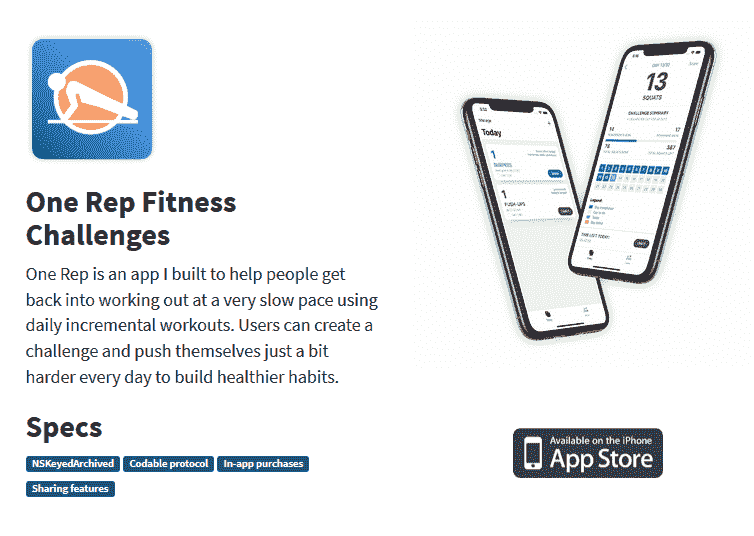 One Rep Fitness
Challenges
One Rep is an app I built to help people get
back into working out at a very slow pace using
daily incremental workouts. Users can create a
challenge and push themselves just a bit
harder every day to build healthier habits.
Specs
NSKeyedArchived Codable protocol In-app purchases
Sharing features
Today
1
1
PUSH-UPS
13
SQUATS
CHALLENGE SUMMARY
14
17
78
387
Legend
Available on the iPhone
App Store